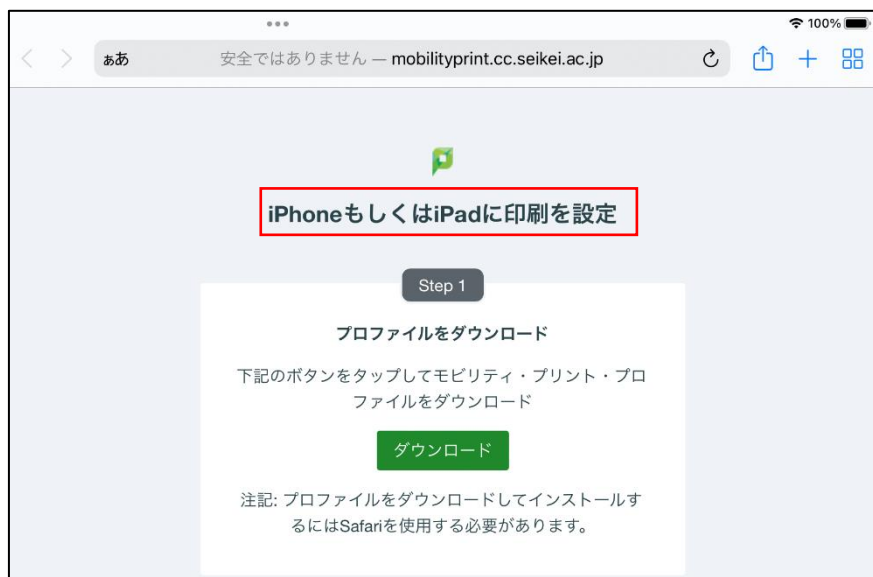 100%
ぁあ
安全ではありません — mobilityprint.cc.seikei.ac.jp
iPhoneもしくはiPadに印刷を設定
Step 1
プロファイルをダウンロード
下記のボタンをタップしてモビリティ・プリント・プロ
ファイルをダウンロード
ダウンロード
注記: プロファイルをダウンロードしてインストールす
るにはSafariを使用する必要があります。